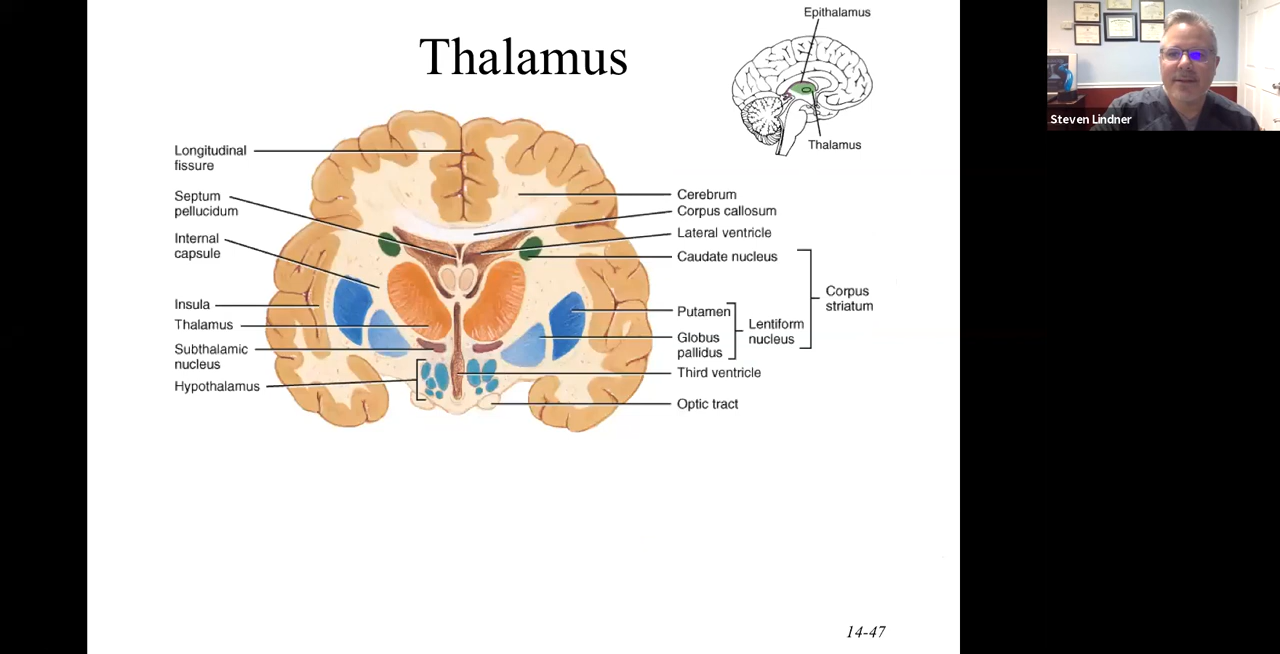 Thalamus
Epithalamus
Thalamus
Steven Lindner
Longitudinal
fissure
Septum
pellucidum
Internal
capsule
Insula
Thalamus
Subthalamic
nucleus
Hypothalamus
Cerebrum
Corpus callosum
Lateral ventricle
Caudate nucleus
Putamen
Globus
pallidus
Lentiform
nucleus
Corpus
striatum
Third ventricle
Optic tract
14-47